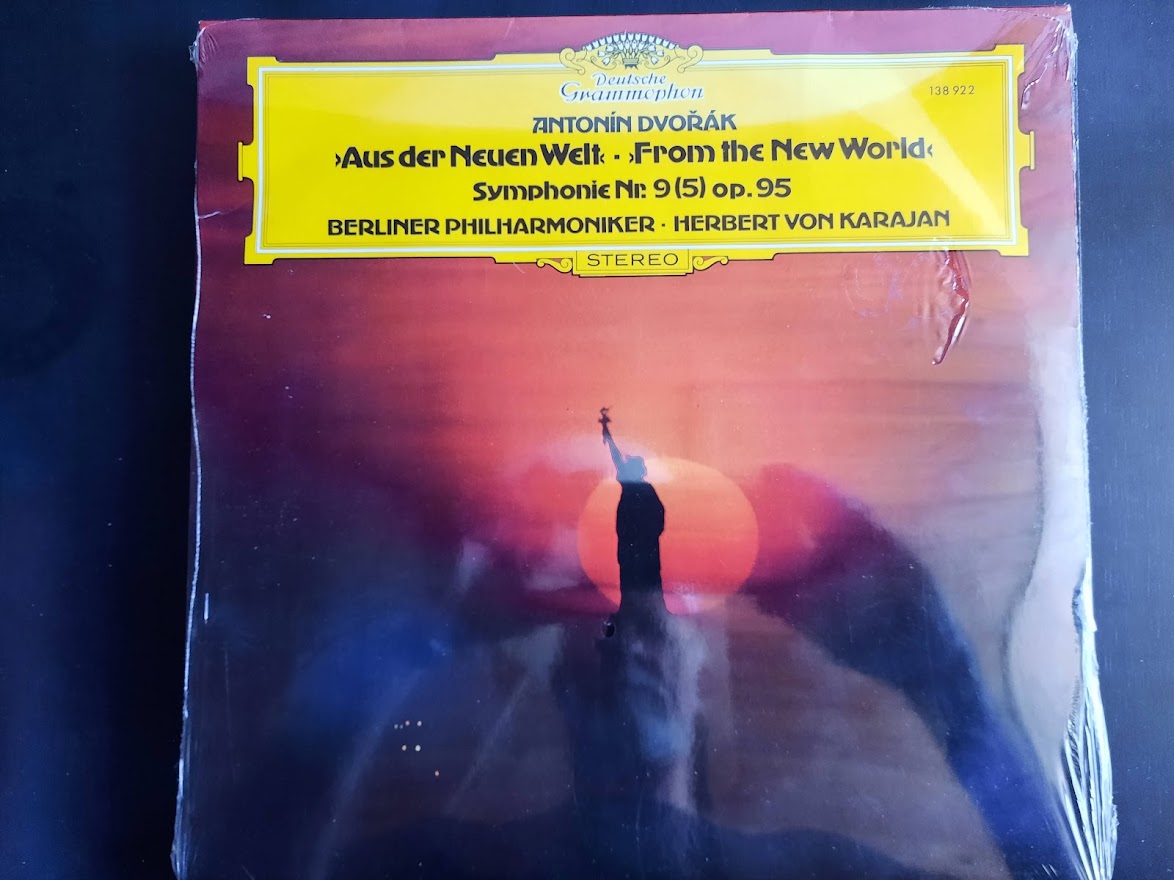 Deutsche
Grammophon
138 922
ANTONÍN DVOŘÁK
›Aus der Neuen Welt‹ · ›From the New World‹
Symphonie Nr. 9 (5) op. 95
BERLINER PHILHARMONIKER · HERBERT VON KARAJAN
STEREO